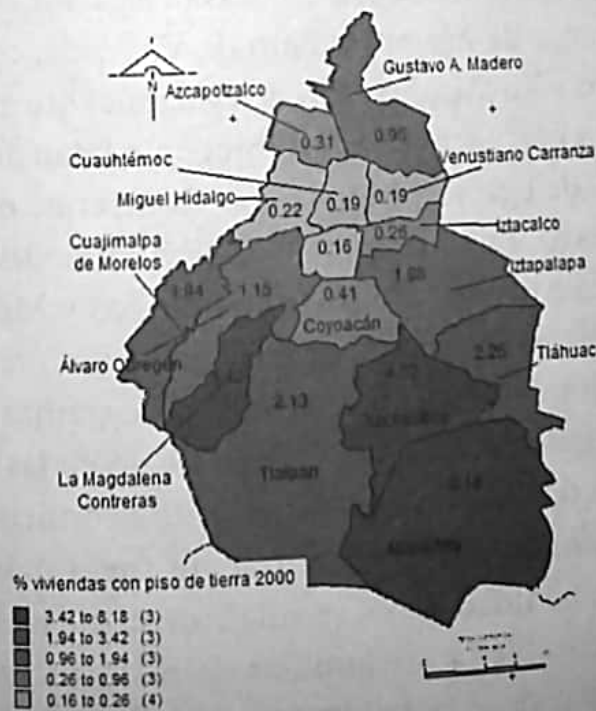 Gustavo A. Madero
N
Azcapotzalco
0.31
0.96
Cuauhtémoc
Venustiano Carranza
Miguel Hidalgo
0.22
0.19
0.19
Iztacalco
0.26
0.16
Cuajimalpa
de Morelos
Iztapalapa
1.94
1.15
0.41
Coyoacán
Álvaro Obregón
2.25
Tláhuac
2.13
Tlalpan
La Magdalena
Contreras
% viviendas con piso de tierra 2000
3.42 to 8.18 (3)
1.94 to 3.42 (3)
0.96 to 1.94 (3)
0.26 to 0.96 (3)
0.16 to 0.26 (4)